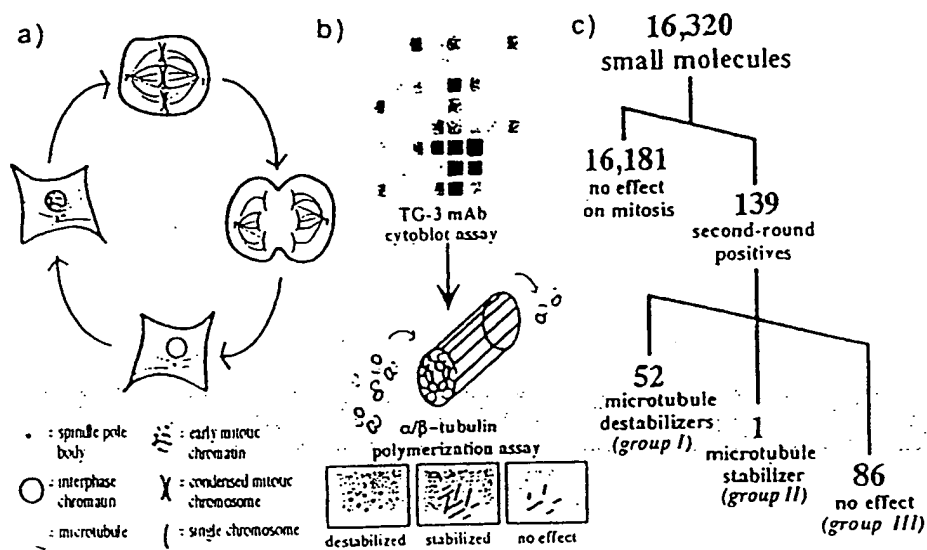 a)
: spindle pole
body
: interphase
chromatin
: microtubule
: early mitotic
chromatin
: condensed mitotic
chromosome
: single chromosome
b)
TG-3 mAb
cytoblot assay
α/β-tubulin
polymerization assay
destabilized
stabilized
no effect
c)
16,320
small molecules
16,181
no effect
on mitosis
139
second-round
positives
52
microtubule
destabilizers
(group I)
1
microtubule
stabilizer
(group II)
86
no effect
(group III)